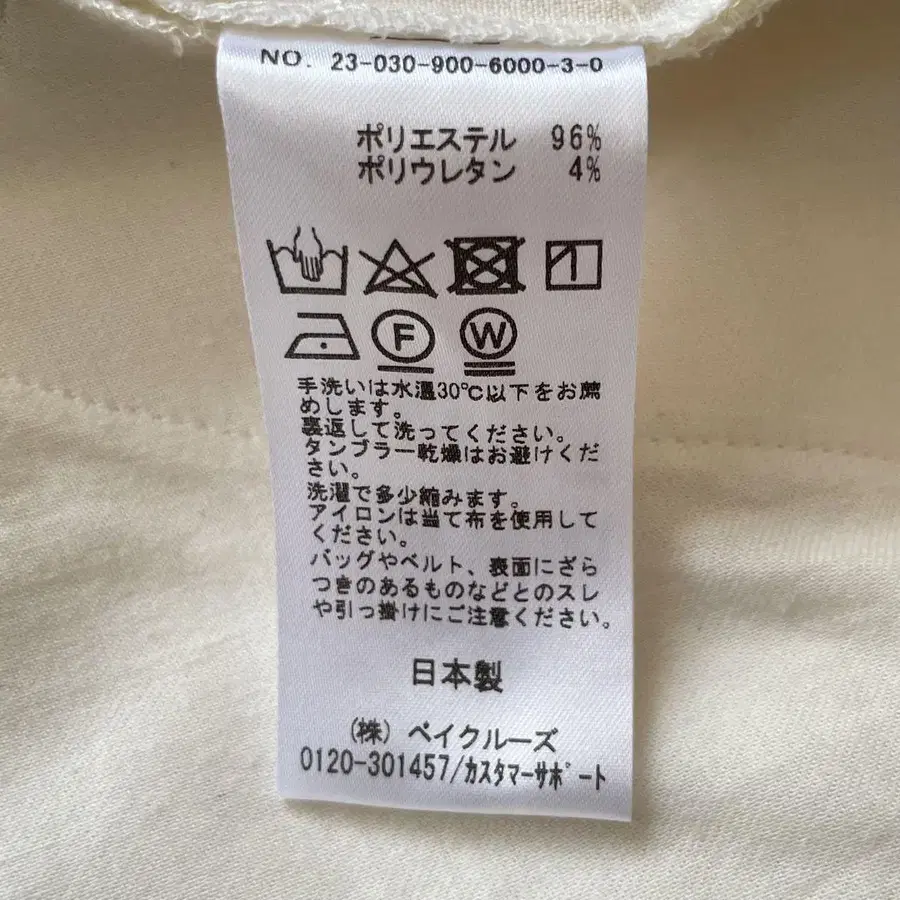 NO. 23-030-900-6000-3-0
ポリエステル 96%
ポリウレタン 4%
F
W
手洗いは水温30℃以下をお薦
めします。
裏返して洗ってください。
タンブラー乾燥はお避けくだ
さい。
洗濯で多少縮みます。
アイロンは当て布を使用して
ください。
バッグやベルト、表面にざら
つきのあるものなどとのスレ
や引っ掛けにご注意ください。
日本製
(株) ベイクルーズ
0120-301457/カスタマーサポート